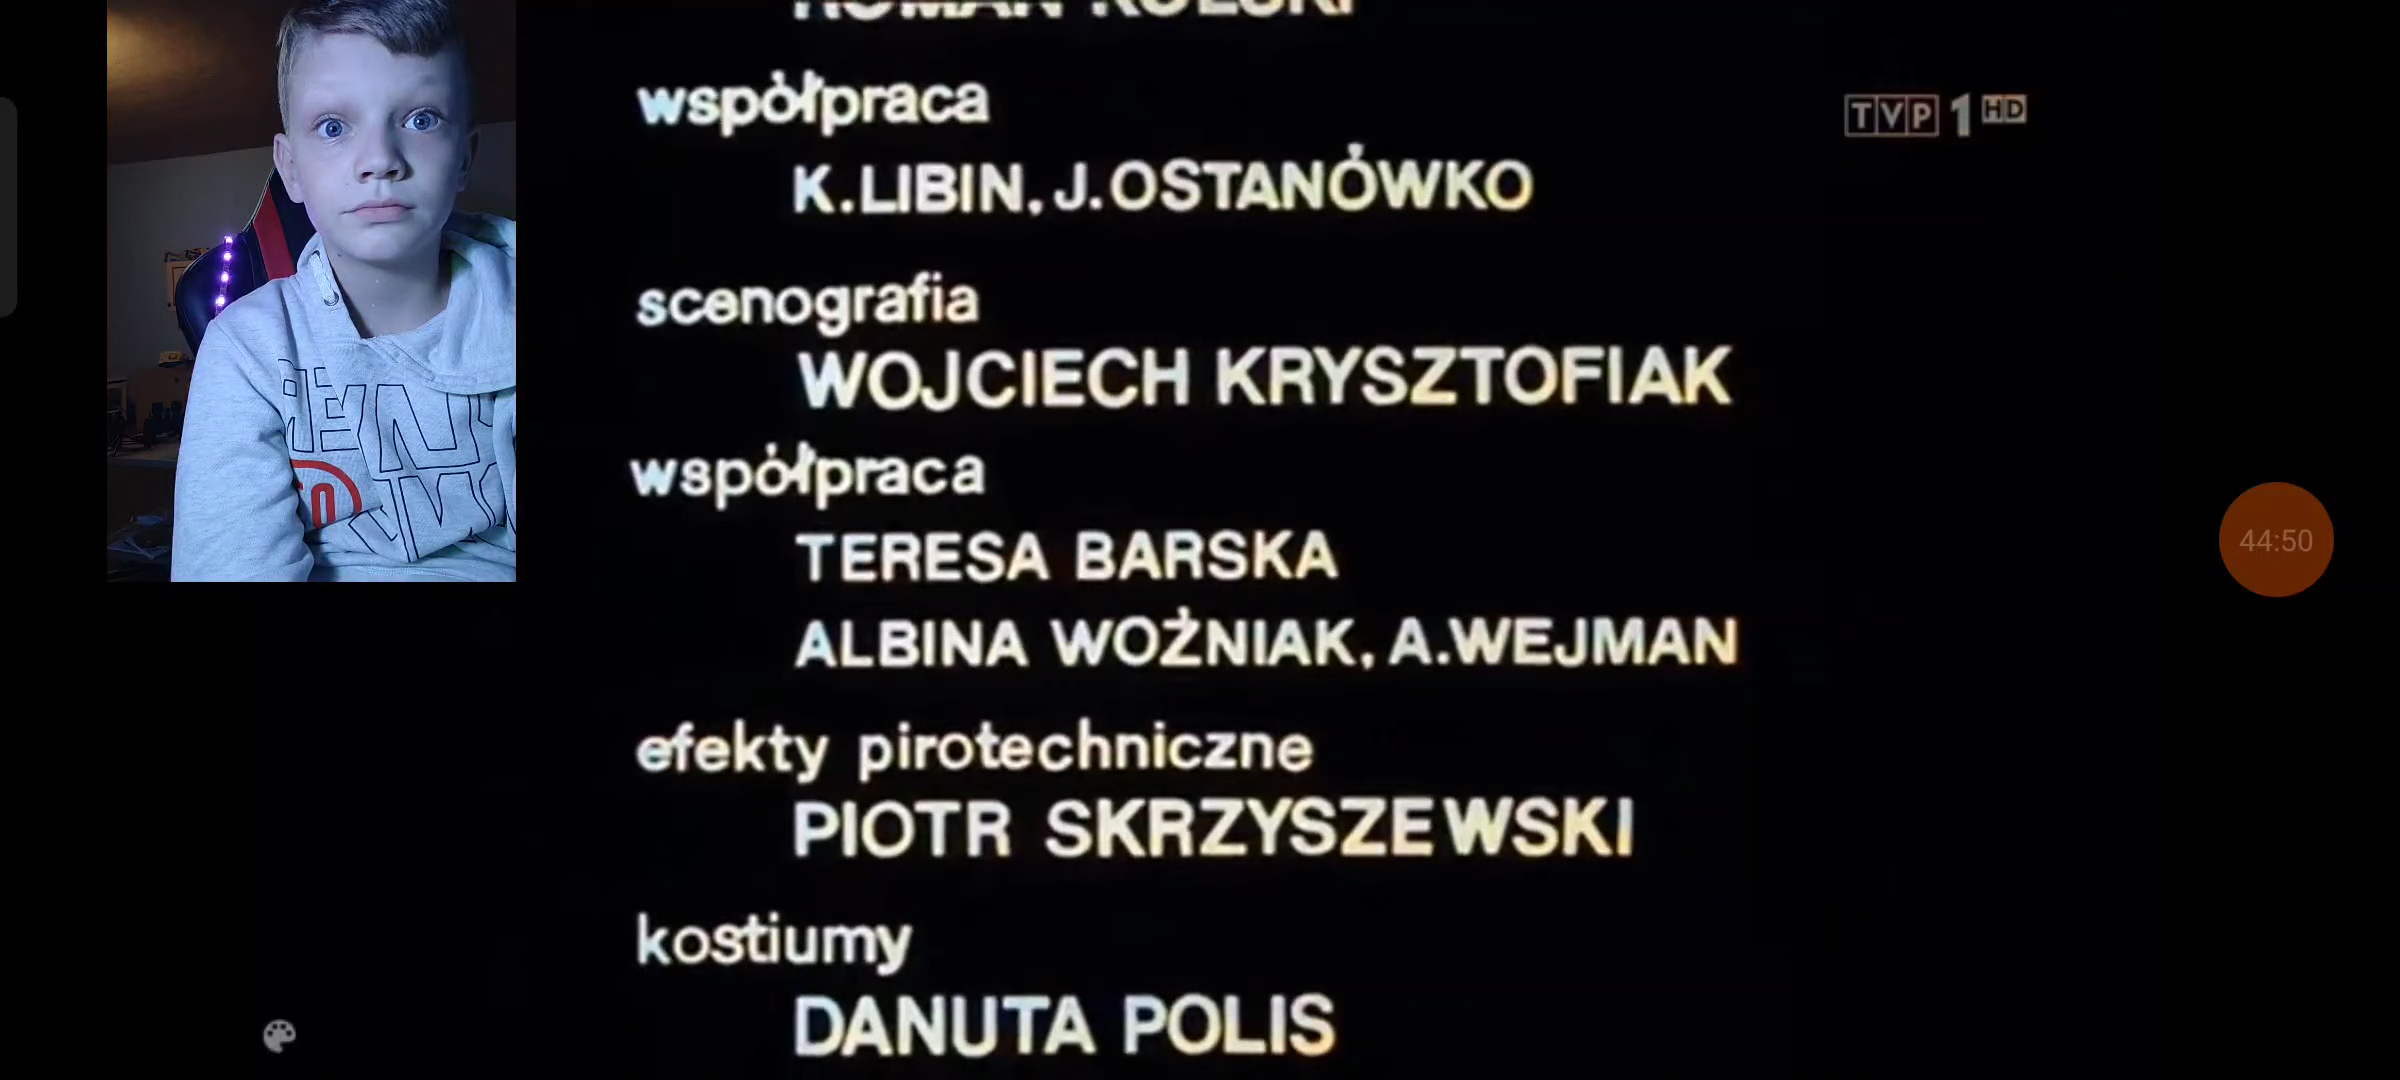 współpraca
K.LIBIN, J.OSTANÓWKO
TVP 1 HD
scenografia
WOJCIECH KRYSZTOFIAK
współpraca
TERESA BARSKA
ALBINA WOŹNIAK, A.WEJMAN
44:50
efekty pirotechniczne
PIOTR SKRZYSZEWSKI
kostiumy
DANUTA POLIS